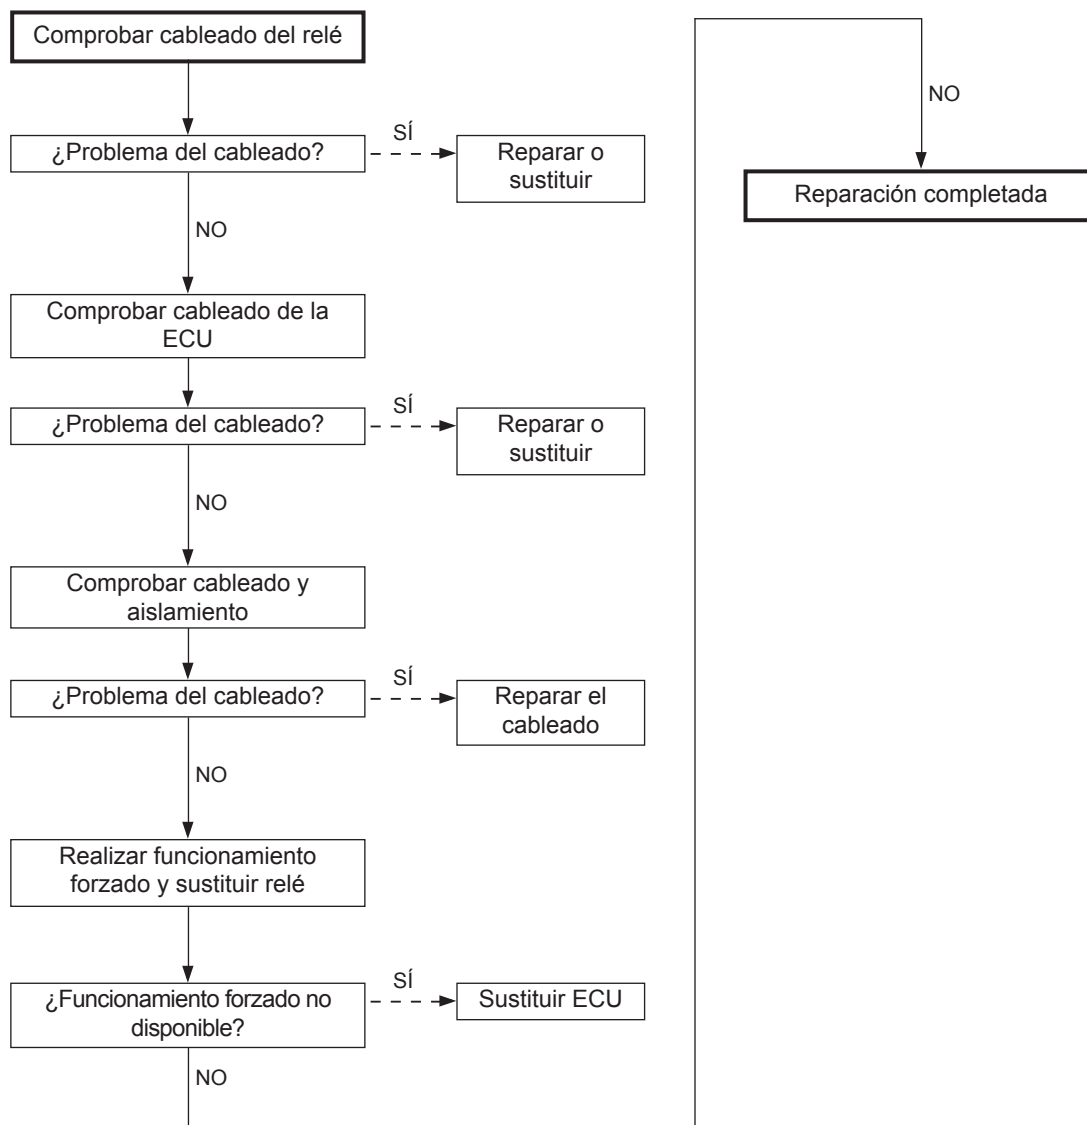 Comprobar cableado del relé
¿Problema del cableado?
SÍ
Reparar o
sustituir
NO
Comprobar cableado de la
ECU
¿Problema del cableado?
SÍ
Reparar o
sustituir
NO
Comprobar cableado y
aislamiento
¿Problema del cableado?
SÍ
Reparar el
cableado
NO
Realizar funcionamiento
forzado y sustituir relé
¿Funcionamiento forzado no
disponible?
SÍ
Sustituir ECU
NO
NO
Reparación completada